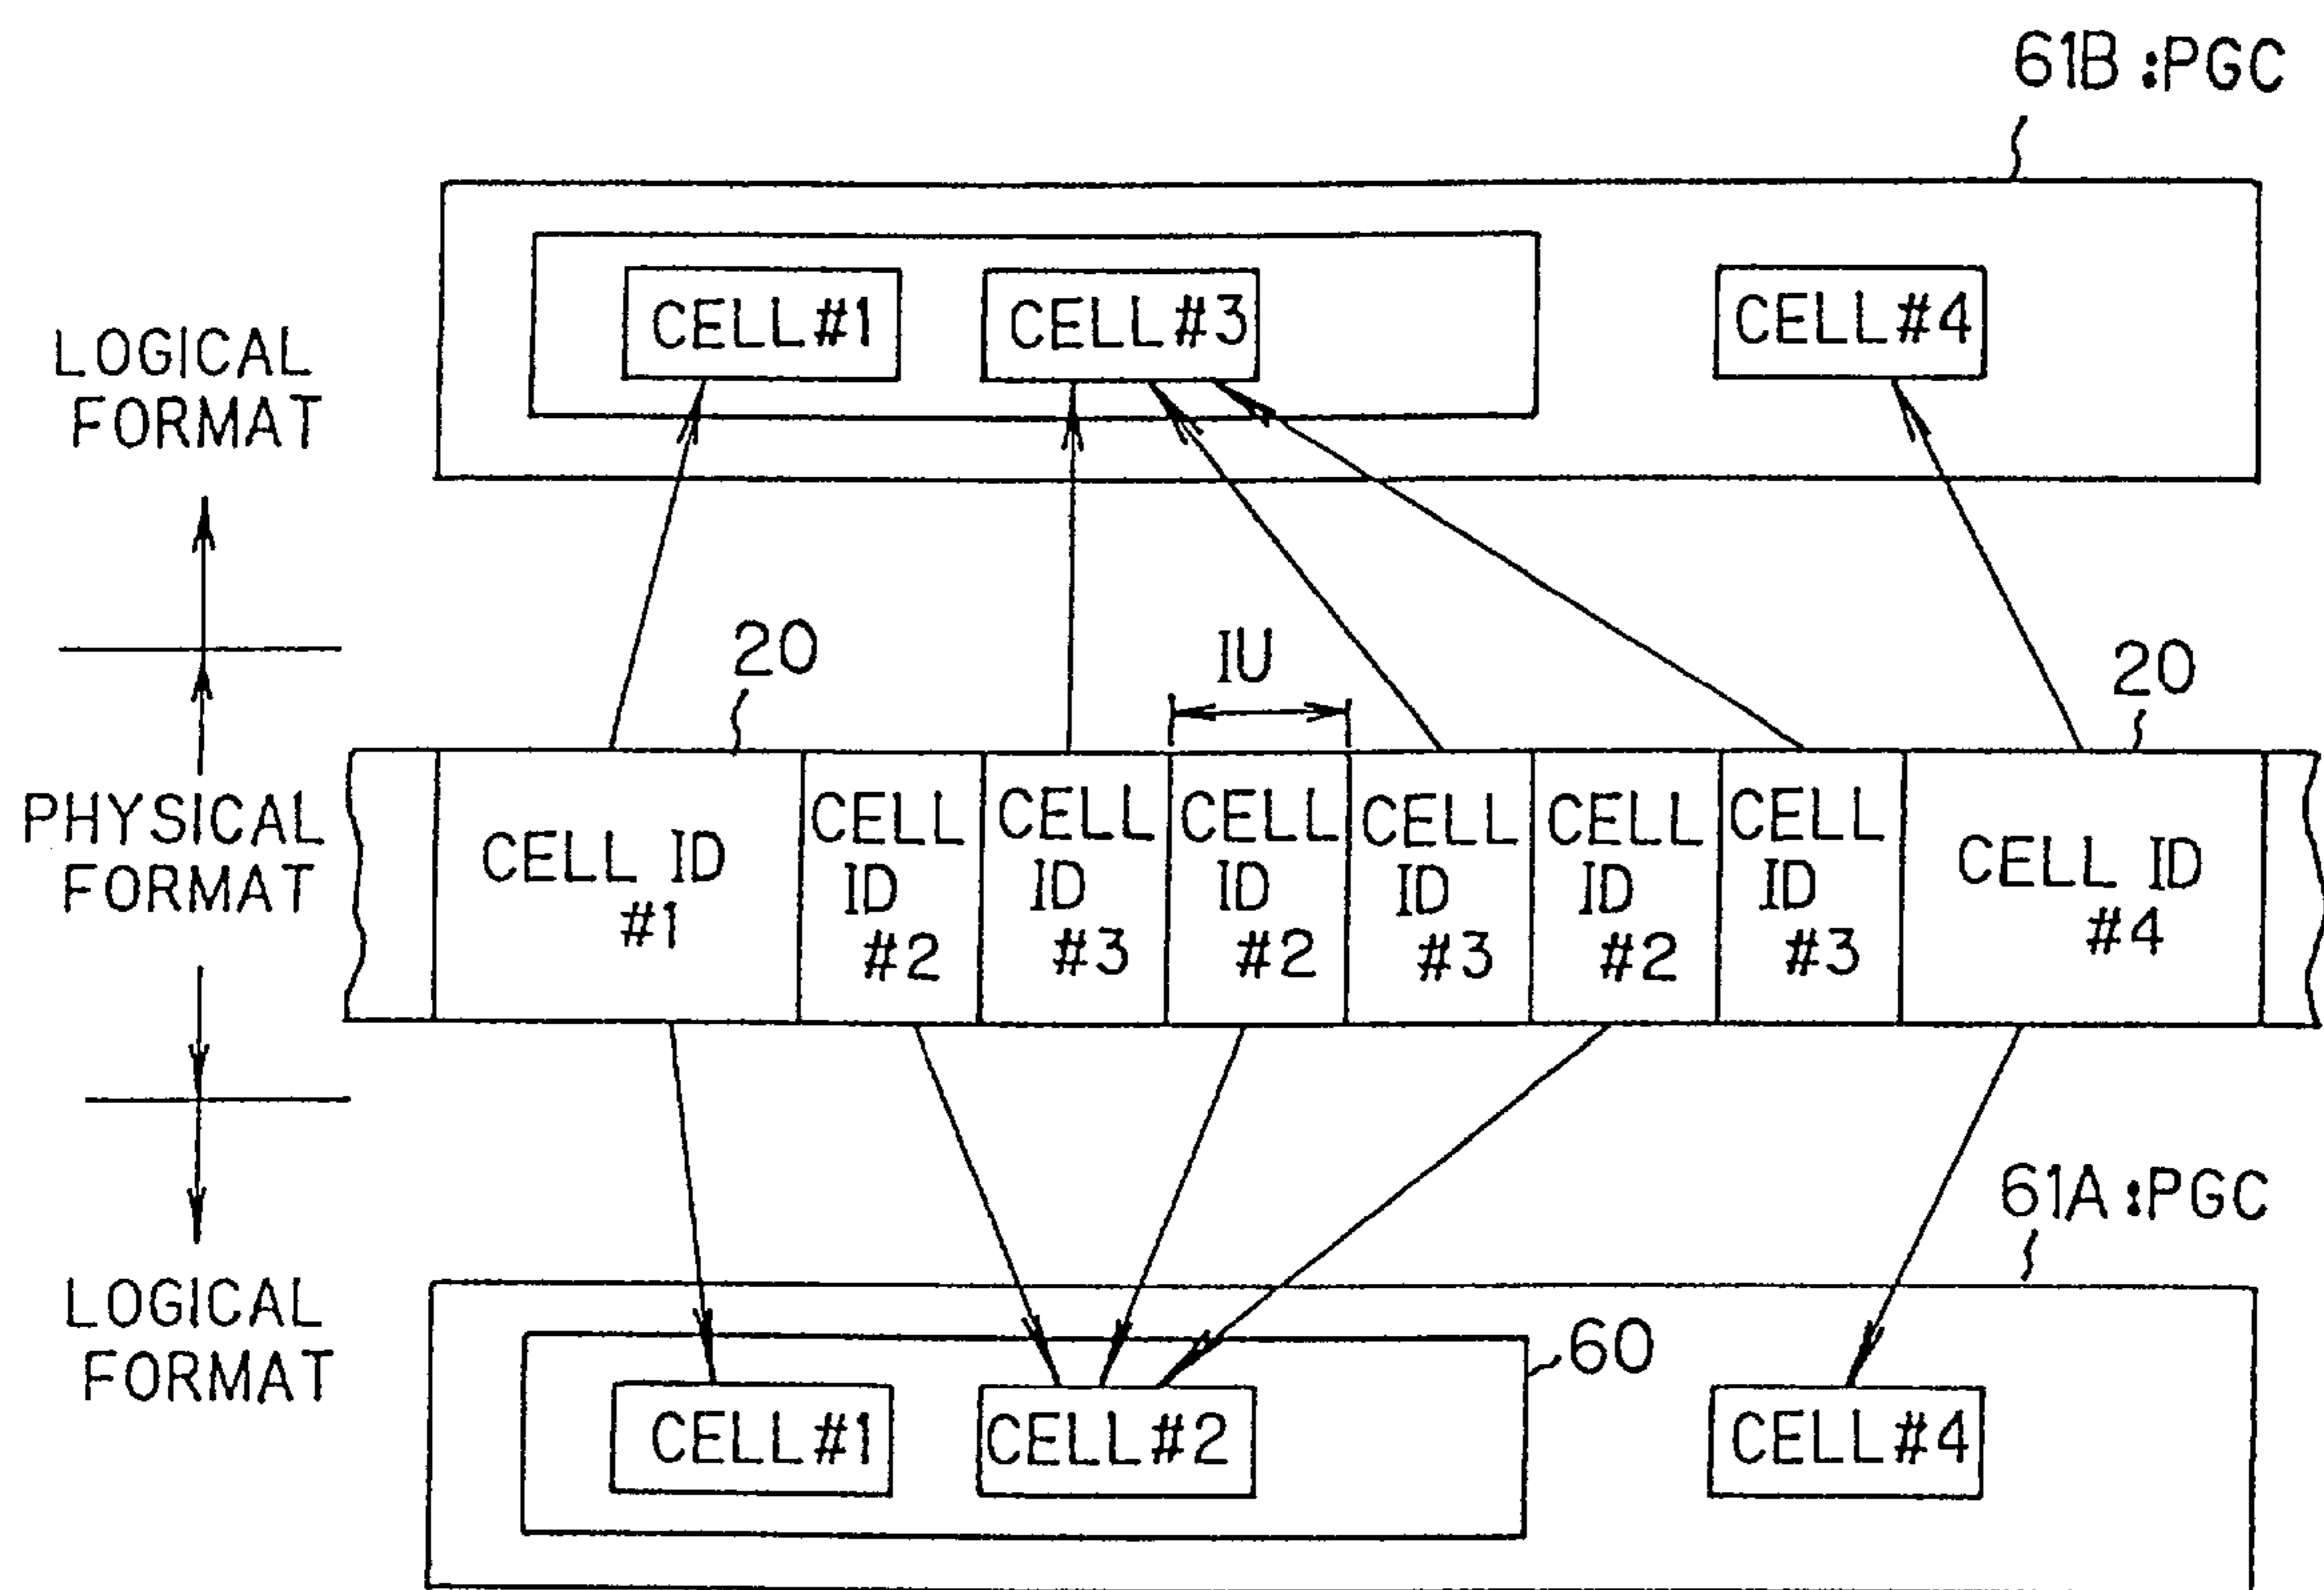 61B :PGC
CELL#1
CELL#3
CELL#4
LOGICAL
FORMAT
20
IU
20
PHYSICAL
FORMAT
CELL ID
#1
CELL
ID
#2
CELL
ID
#3
CELL
ID
#2
CELL
ID
#3
CELL
ID
#2
CELL
ID
#3
CELL ID
#4
61A :PGC
LOGICAL
FORMAT
60
CELL#1
CELL#2
CELL#4